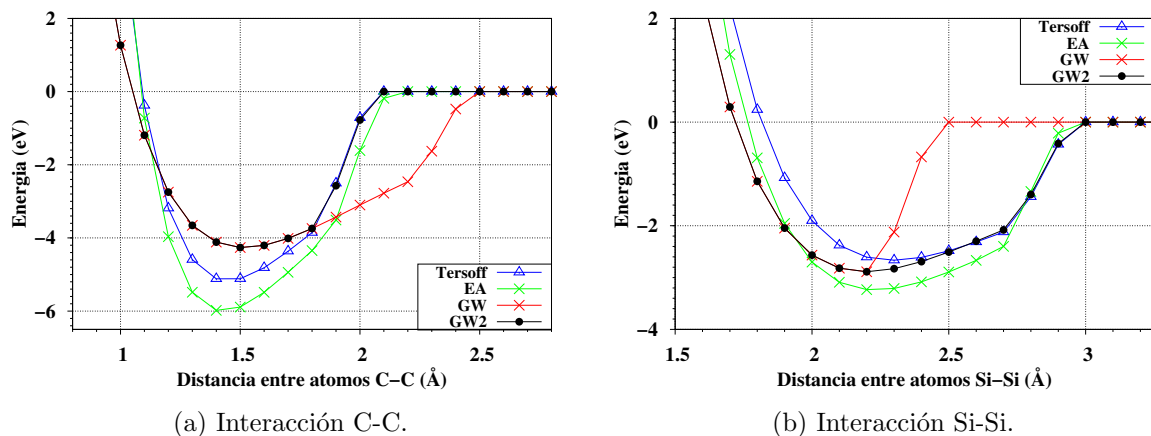 2
0
−2
−4
−6
1
1.5
2
2.5
Energia (eV)
Distancia entre atomos C−C (Å)
Tersoff
EA
GW
GW2
(a) Interacción C-C.
2
0
−2
−4
1.5
2
2.5
3
Energia (eV)
Distancia entre atomos Si−Si (Å)
Tersoff
EA
GW
GW2
(b) Interacción Si-Si.